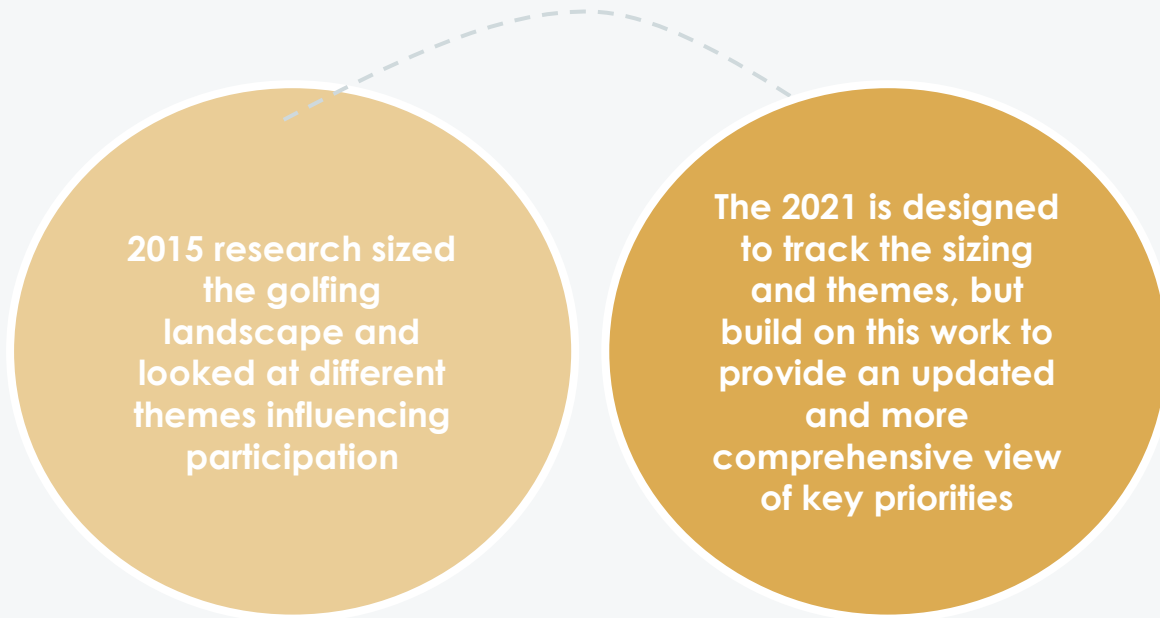 2015 research sized
the golfing
landscape and
looked at different
themes influencing
participation
The 2021 is designed
to track the sizing
and themes, but
build on this work to
provide an updated
and more
comprehensive view
of key priorities